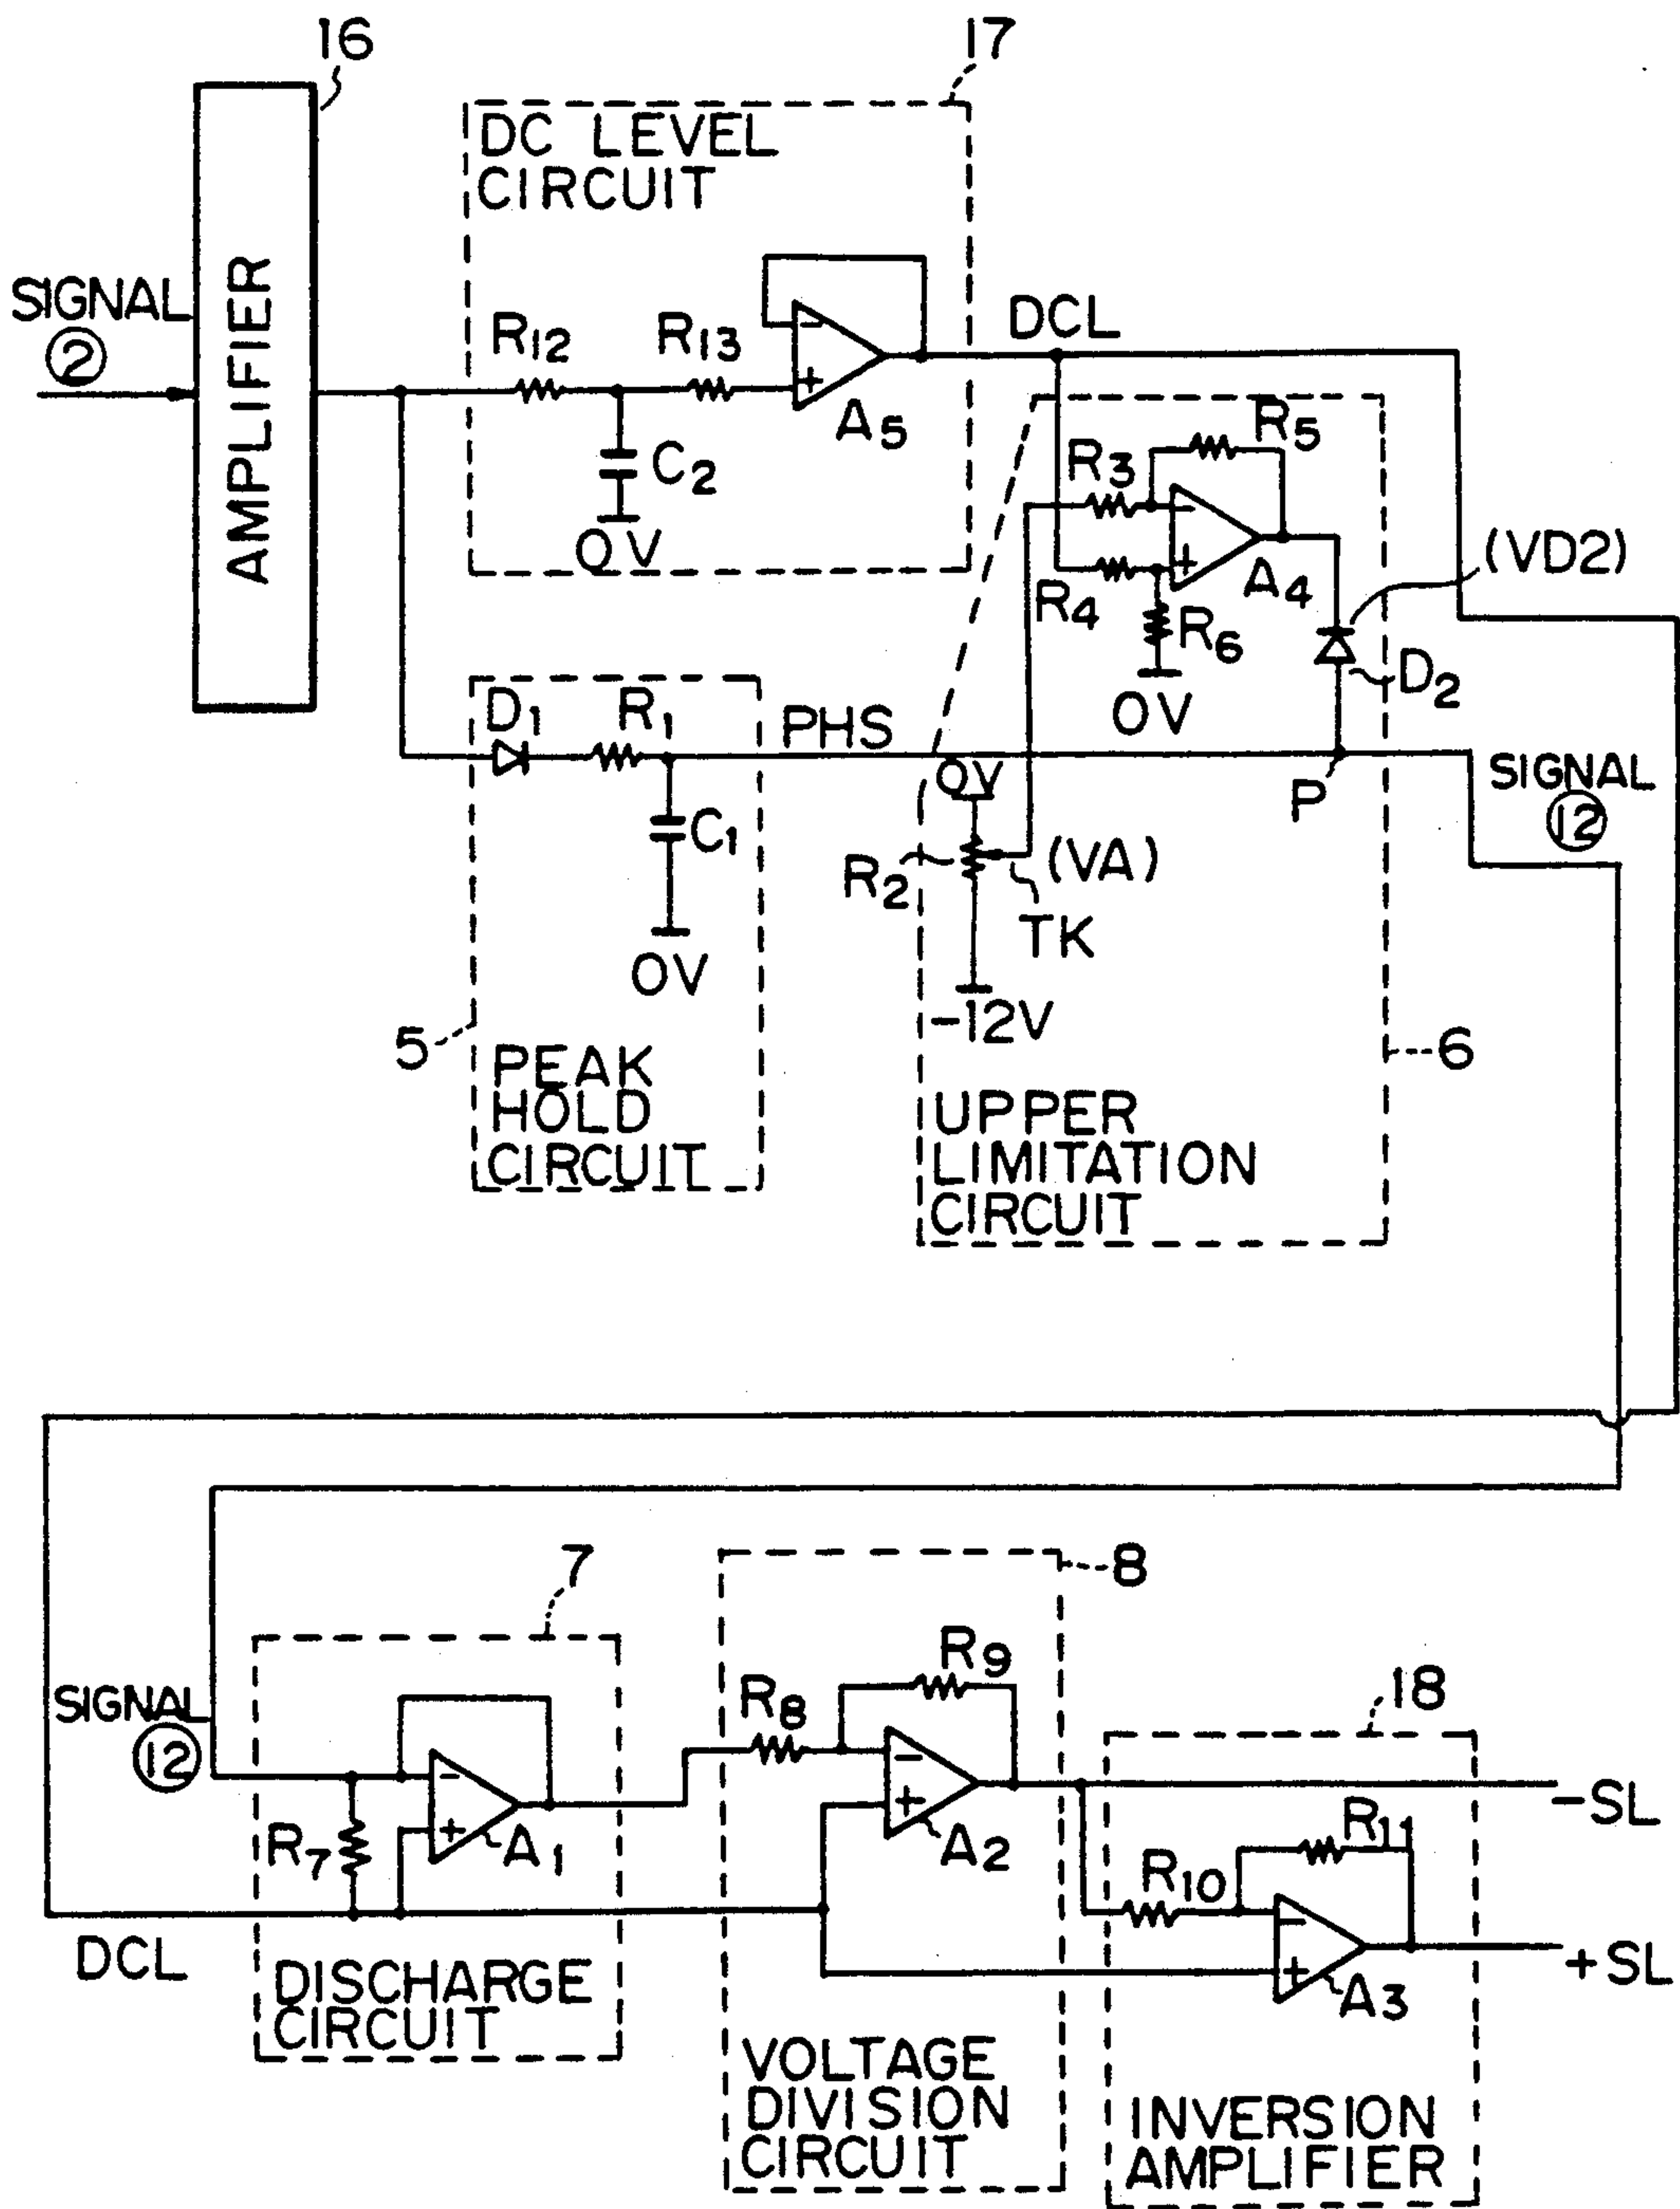 16
17
DC LEVEL
CIRCUIT
AMPLIFIER
SIGNAL
2
R12
R13
A5
C2
0V
DCL
R3
R5
R4
A4
R6
0V
(VD2)
D2
D1
R1
PHS
C1
0V
0V
R2
(VA)
TK
-12V
P
SIGNAL
12
5
PEAK
HOLD
CIRCUIT
6
UPPER
LIMITATION
CIRCUIT
7
8
SIGNAL
12
R7
A1
R8
R9
A2
18
-SL
R10
R11
A3
+SL
DCL
DISCHARGE
CIRCUIT
VOLTAGE
DIVISION
CIRCUIT
INVERSION
AMPLIFIER